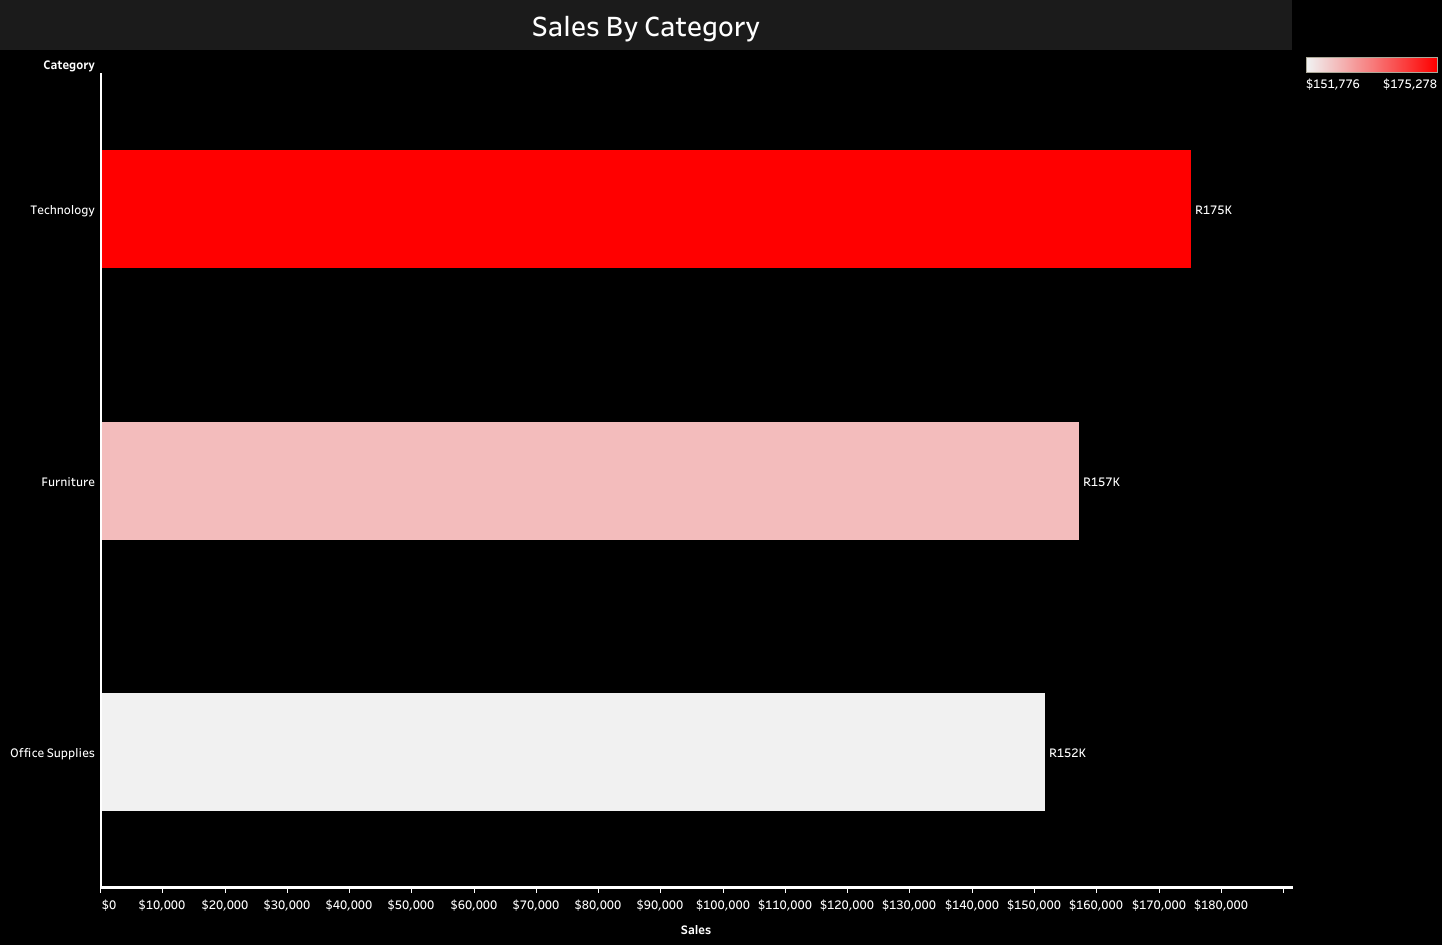 Sales By Category
Category
$151,776 $175,278
Technology
R175K
Furniture
R157K
Office Supplies
R152K
$0 $10,000 $20,000 $30,000 $40,000 $50,000 $60,000 $70,000 $80,000 $90,000 $100,000 $110,000 $120,000 $130,000 $140,000 $150,000 $160,000 $170,000 $180,000
Sales